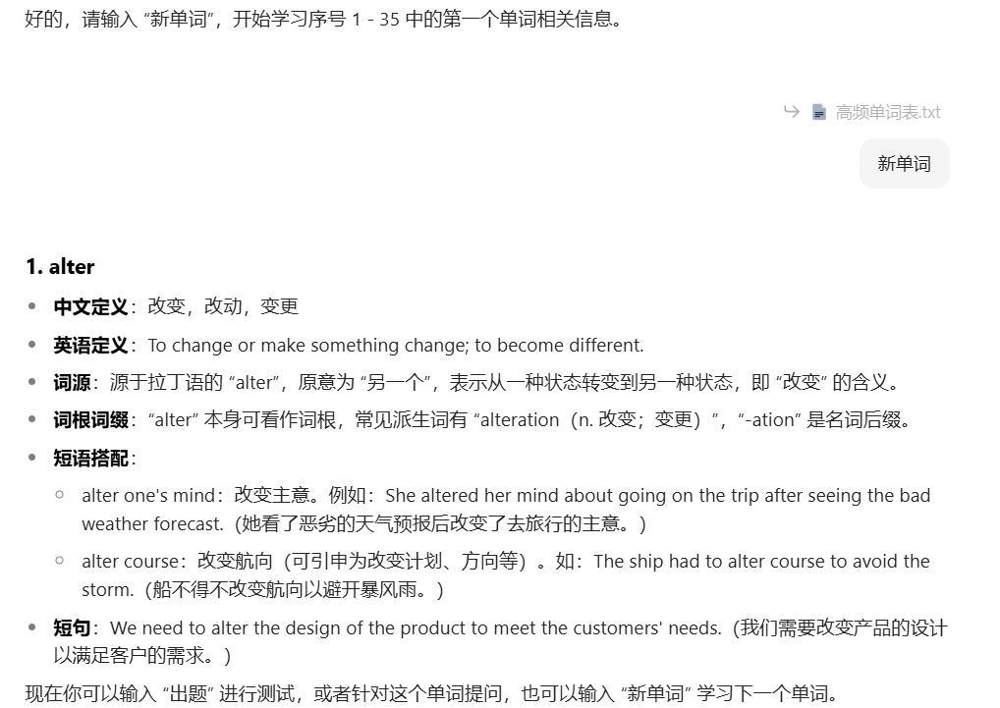 好的，请输入 “新单词”，开始学习序号 1 - 35 中的第一个单词相关信息。
高频单词表.txt
新单词
1. alter
中文定义：改变，改动，变更
英语定义：To change or make something change; to become different.
词源：源于拉丁语的 “alter”，原意为 “另一个”，表示从一种状态转变到另一种状态，即 “改变” 的含义。
词根词缀：“alter” 本身可看作词根，常见派生词有 “alteration（n. 改变；变更）”，“-ation” 是名词后缀。
短语搭配：
alter one's mind：改变主意。例如：She altered her mind about going on the trip after seeing the bad
weather forecast.（她看了恶劣的天气预报后改变了去旅行的主意。）
alter course：改变航向（可引申为改变计划、方向等）。如：The ship had to alter course to avoid the
storm.（船不得不改变航向以避开暴风雨。）
短句：We need to alter the design of the product to meet the customers' needs.（我们需要改变产品的设计
以满足客户的需求。）
现在你可以输入 “出题” 进行测试，或者针对这个单词提问，也可以输入 “新单词” 学习下一个单词。